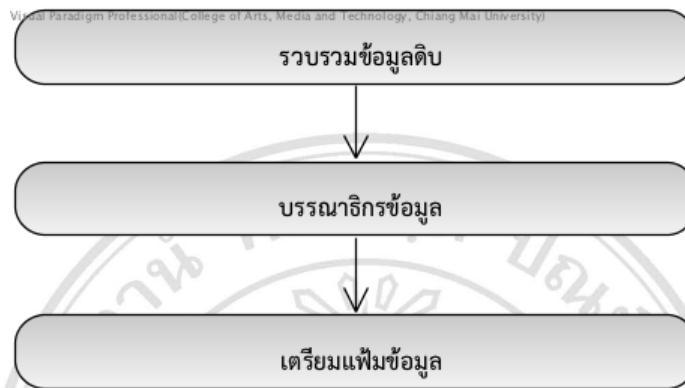 Visual Paradigm Professional(College of Arts, Media and Technology, Chiang Mai University)
รวบรวมข้อมูลดิบ
บรรณาธิกรข้อมูล
เตรียมแฟ้มข้อมูล